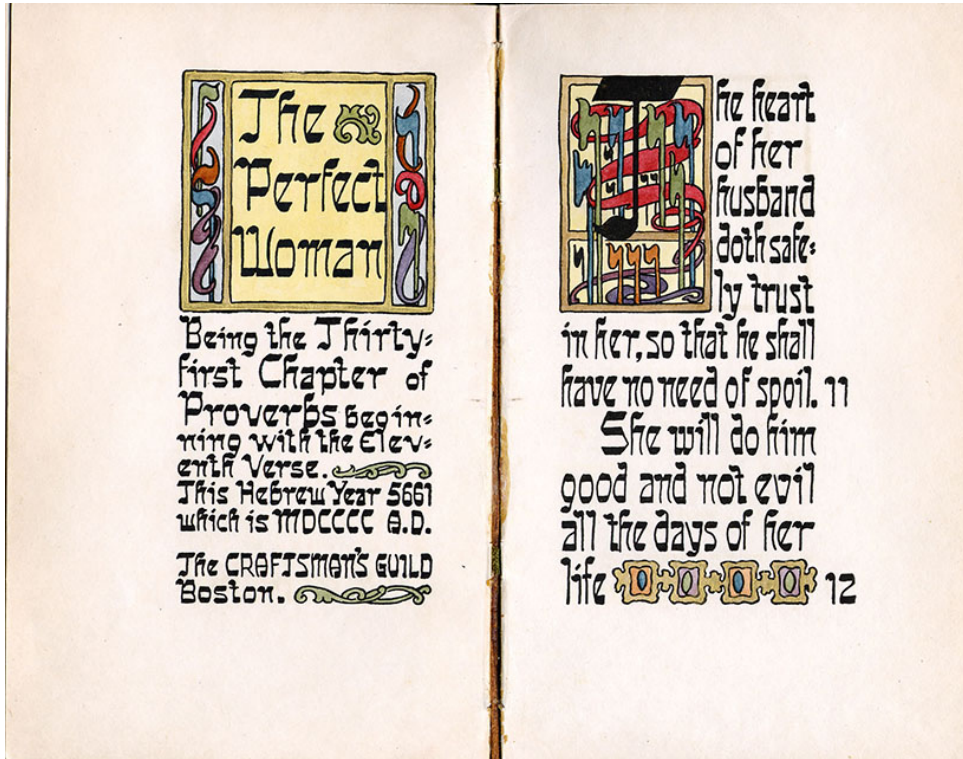 The
Perfect
Woman
Being the Thirty-
first Chapter of
Proverbs begin-
ning with the Elev-
enth Verse.
This Hebrew Year 5661
which is MDCCCC A.D.
The CRAFTSMAN'S GUILD
Boston.
The heart
of her
husband
doth safe-
ly trust
in her, so that he shall
have no need of spoil. 11
She will do him
good and not evil
all the days of her
life 12